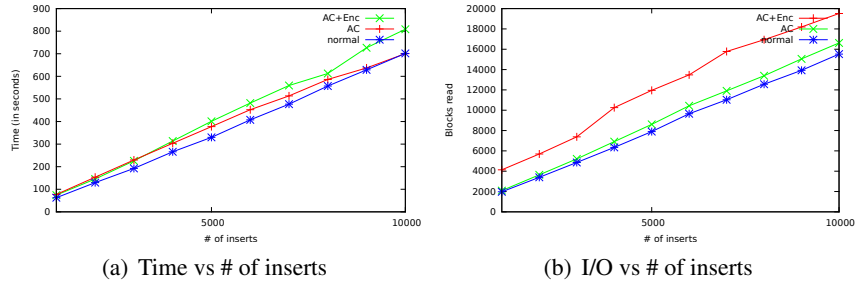 900
800
700
600
500
400
300
200
100
0
Time (in seconds)
AC+Enc
AC
normal
5000 10000
# of inserts
(a) Time vs # of inserts
20000
18000
16000
14000
12000
10000
8000
6000
4000
2000
0
Blocks read
AC+Enc
AC
normal
5000 10000
# of inserts
(b) I/O vs # of inserts